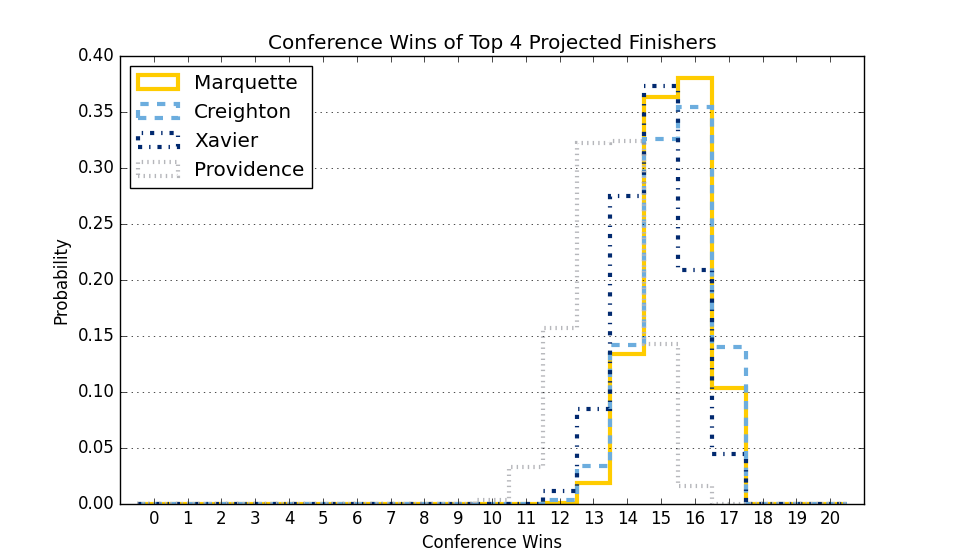 Conference Wins of Top 4 Projected Finishers
0.40
0.35
0.30
0.25
0.20
0.15
0.10
0.05
0.00
Probability
Marquette
Creighton
Xavier
Providence
0 1 2 3 4 5 6 7 8 9 10 11 12 13 14 15 16 17 18 19 20
Conference Wins